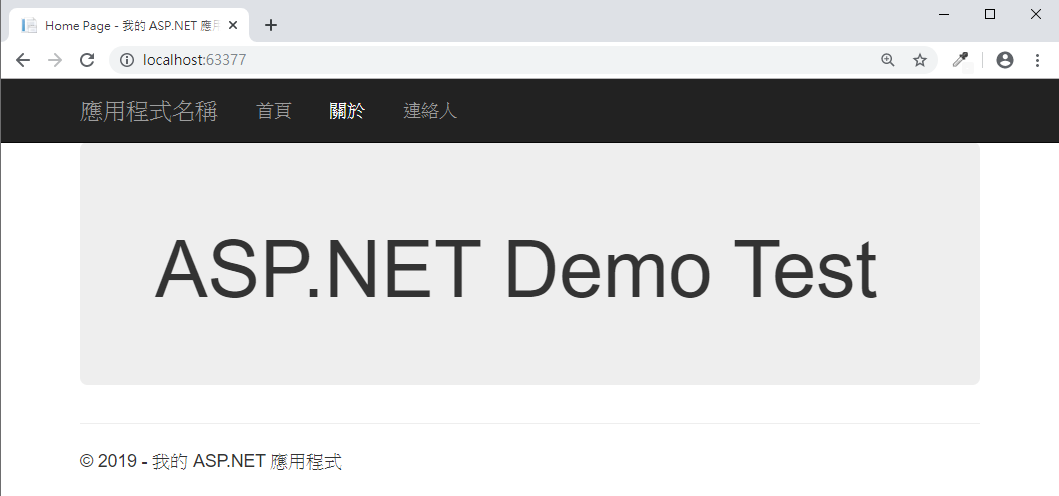 Home Page - 我的 ASP.NET 應用
localhost:63377
應用程式名稱 首頁 關於 連絡人
ASP.NET Demo Test
© 2019 - 我的 ASP.NET 應用程式